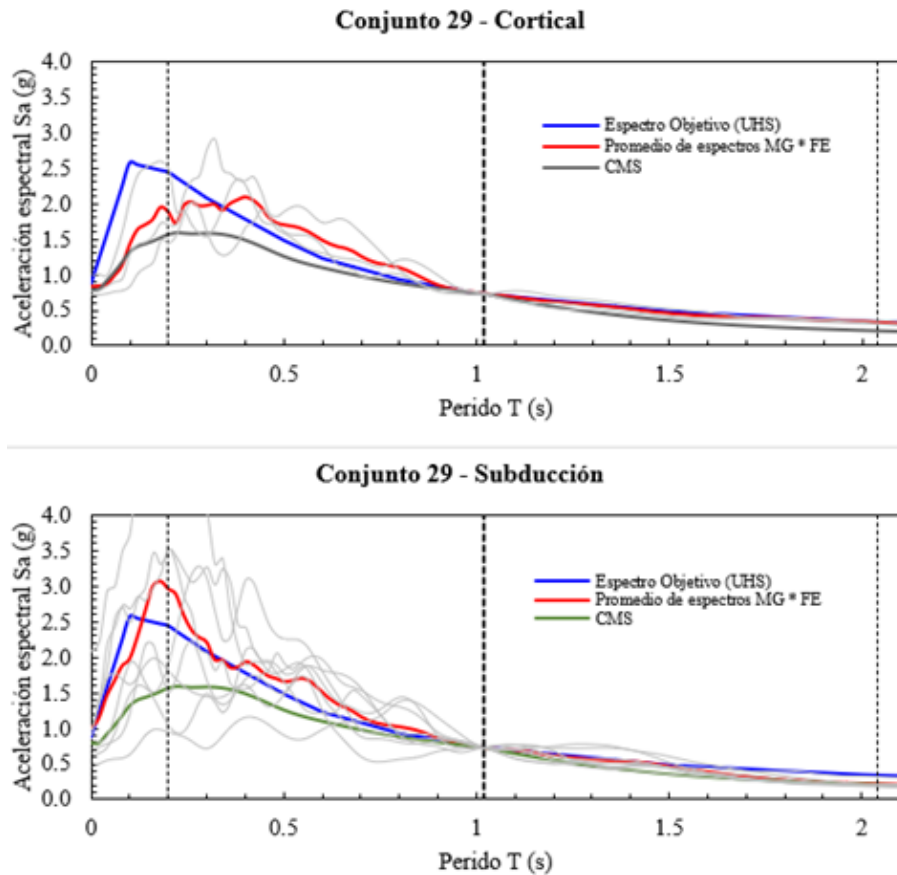 Conjunto 29 - Cortical
Aceleración espectral Sa (g)
4.0
3.5
3.0
2.5
2.0
1.5
1.0
0.5
0.0
Espectro Objetivo (UHS)
Promedio de espectros MG * FE
CMS
0
0.5
1
1.5
2
Perido T (s)
Conjunto 29 - Subducción
Aceleración espectral Sa (g)
4.0
3.5
3.0
2.5
2.0
1.5
1.0
0.5
0.0
Espectro Objetivo (UHS)
Promedio de espectros MG * FE
CMS
0
0.5
1
1.5
2
Perido T (s)